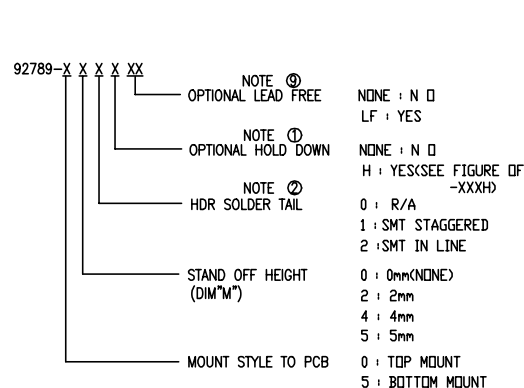 92789-X X X X XX
NOTE ⑨
OPTIONAL LEAD FREE NONE : N O
LF : YES
NOTE ①
OPTIONAL HOLD DOWN NONE : N O
H : YES(SEE FIGURE OF
-XXXH)
NOTE ②
HDR SOLDER TAIL 0 : R/A
1 : SMT STAGGERED
2 : SMT IN LINE
STAND OFF HEIGHT 0 : 0mm(NONE)
(DIM"M") 2 : 2mm
4 : 4mm
5 : 5mm
MOUNT STYLE TO PCB 0 : TOP MOUNT
5 : BOTTOM MOUNT